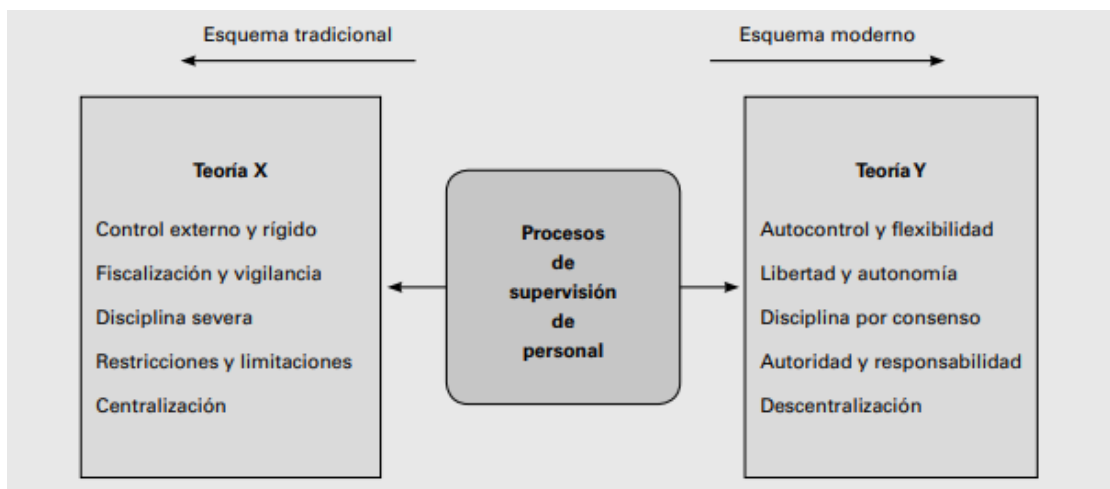 Esquema tradicional
Esquema moderno
Teoría X
Control externo y rígido
Fiscalización y vigilancia
Disciplina severa
Restricciones y limitaciones
Centralización
Procesos
de
supervisión
de
personal
Teoría Y
Autocontrol y flexibilidad
Libertad y autonomía
Disciplina por consenso
Autoridad y responsabilidad
Descentralización